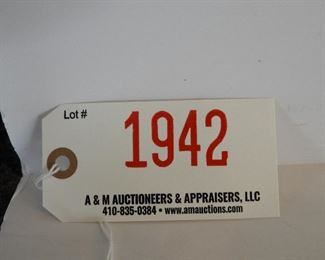 Lot #
1942
A & M AUCTIONEERS & APPRAISERS, LLC
410-835-0384 • www.amauctions.com